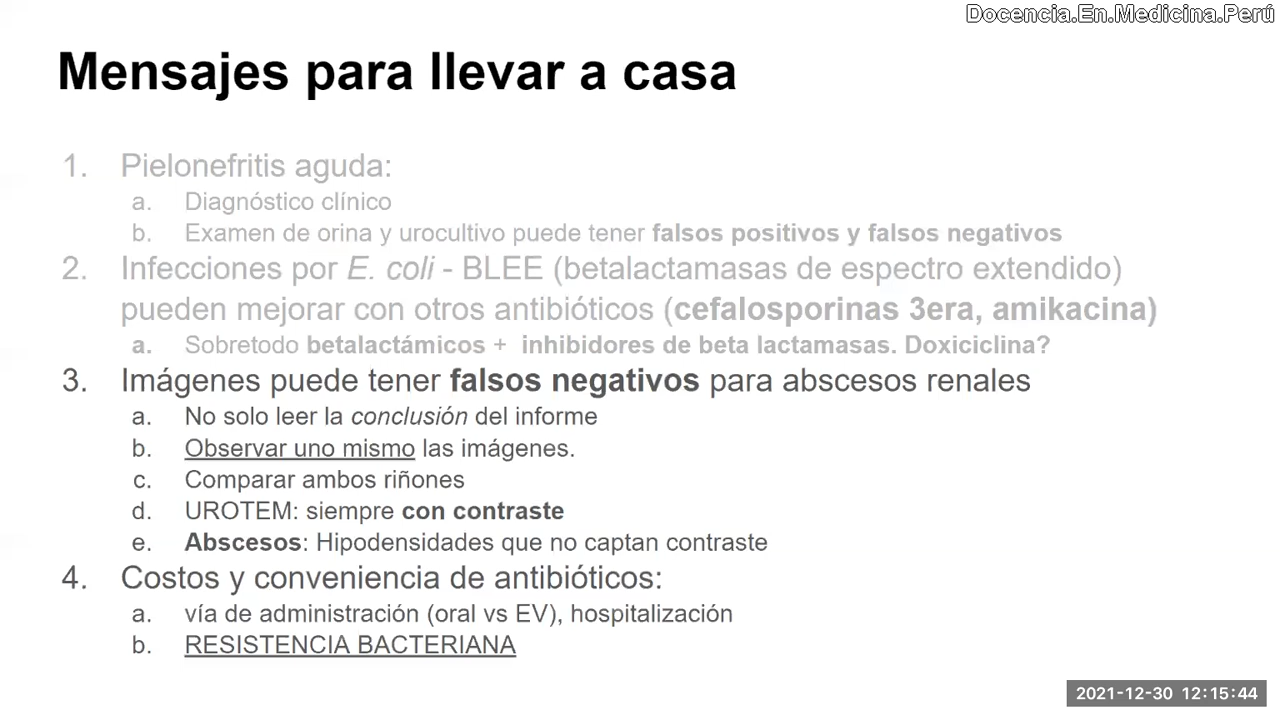 Docencia.En.Medicina.Perú
Mensajes para llevar a casa
1. Pielonefritis aguda:
a. Diagnóstico clínico
b. Examen de orina y urocultivo puede tener falsos positivos y falsos negativos
2. Infecciones por E. coli - BLEE (betalactamasas de espectro extendido)
pueden mejorar con otros antibióticos (cefalosporinas 3era, amikacina)
a. Sobretodo betalactámicos + inhibidores de beta lactamasas. Doxiciclina?
3. Imágenes puede tener falsos negativos para abscesos renales
a. No solo leer la conclusión del informe
b. Observar uno mismo las imágenes.
c. Comparar ambos riñones
d. UROTEM: siempre con contraste
e. Abscesos: Hipodensidades que no captan contraste
4. Costos y conveniencia de antibióticos:
a. vía de administración (oral vs EV), hospitalización
b. RESISTENCIA BACTERIANA
2021-12-30 12:15:44